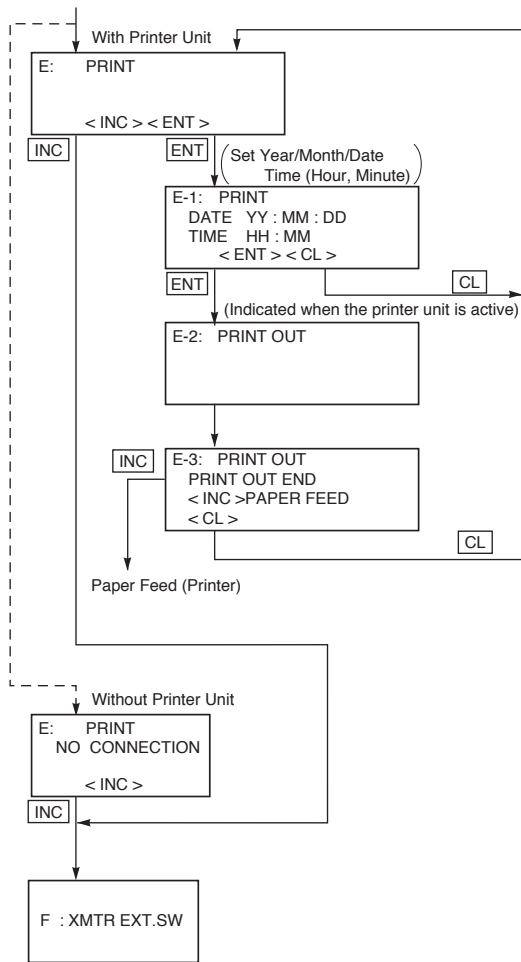 With Printer Unit
E: PRINT
< INC > < ENT >
INC
ENT
(Set Year/Month/Date
Time (Hour, Minute))
E-1: PRINT
DATE YY : MM : DD
TIME HH : MM
< ENT > < CL >
ENT
CL
(Indicated when the printer unit is active)
E-2: PRINT OUT
INC
E-3: PRINT OUT
PRINT OUT END
< INC >PAPER FEED
< CL >
CL
Paper Feed (Printer)
Without Printer Unit
E: PRINT
NO CONNECTION
< INC >
INC
F : XMTR EXT.SW